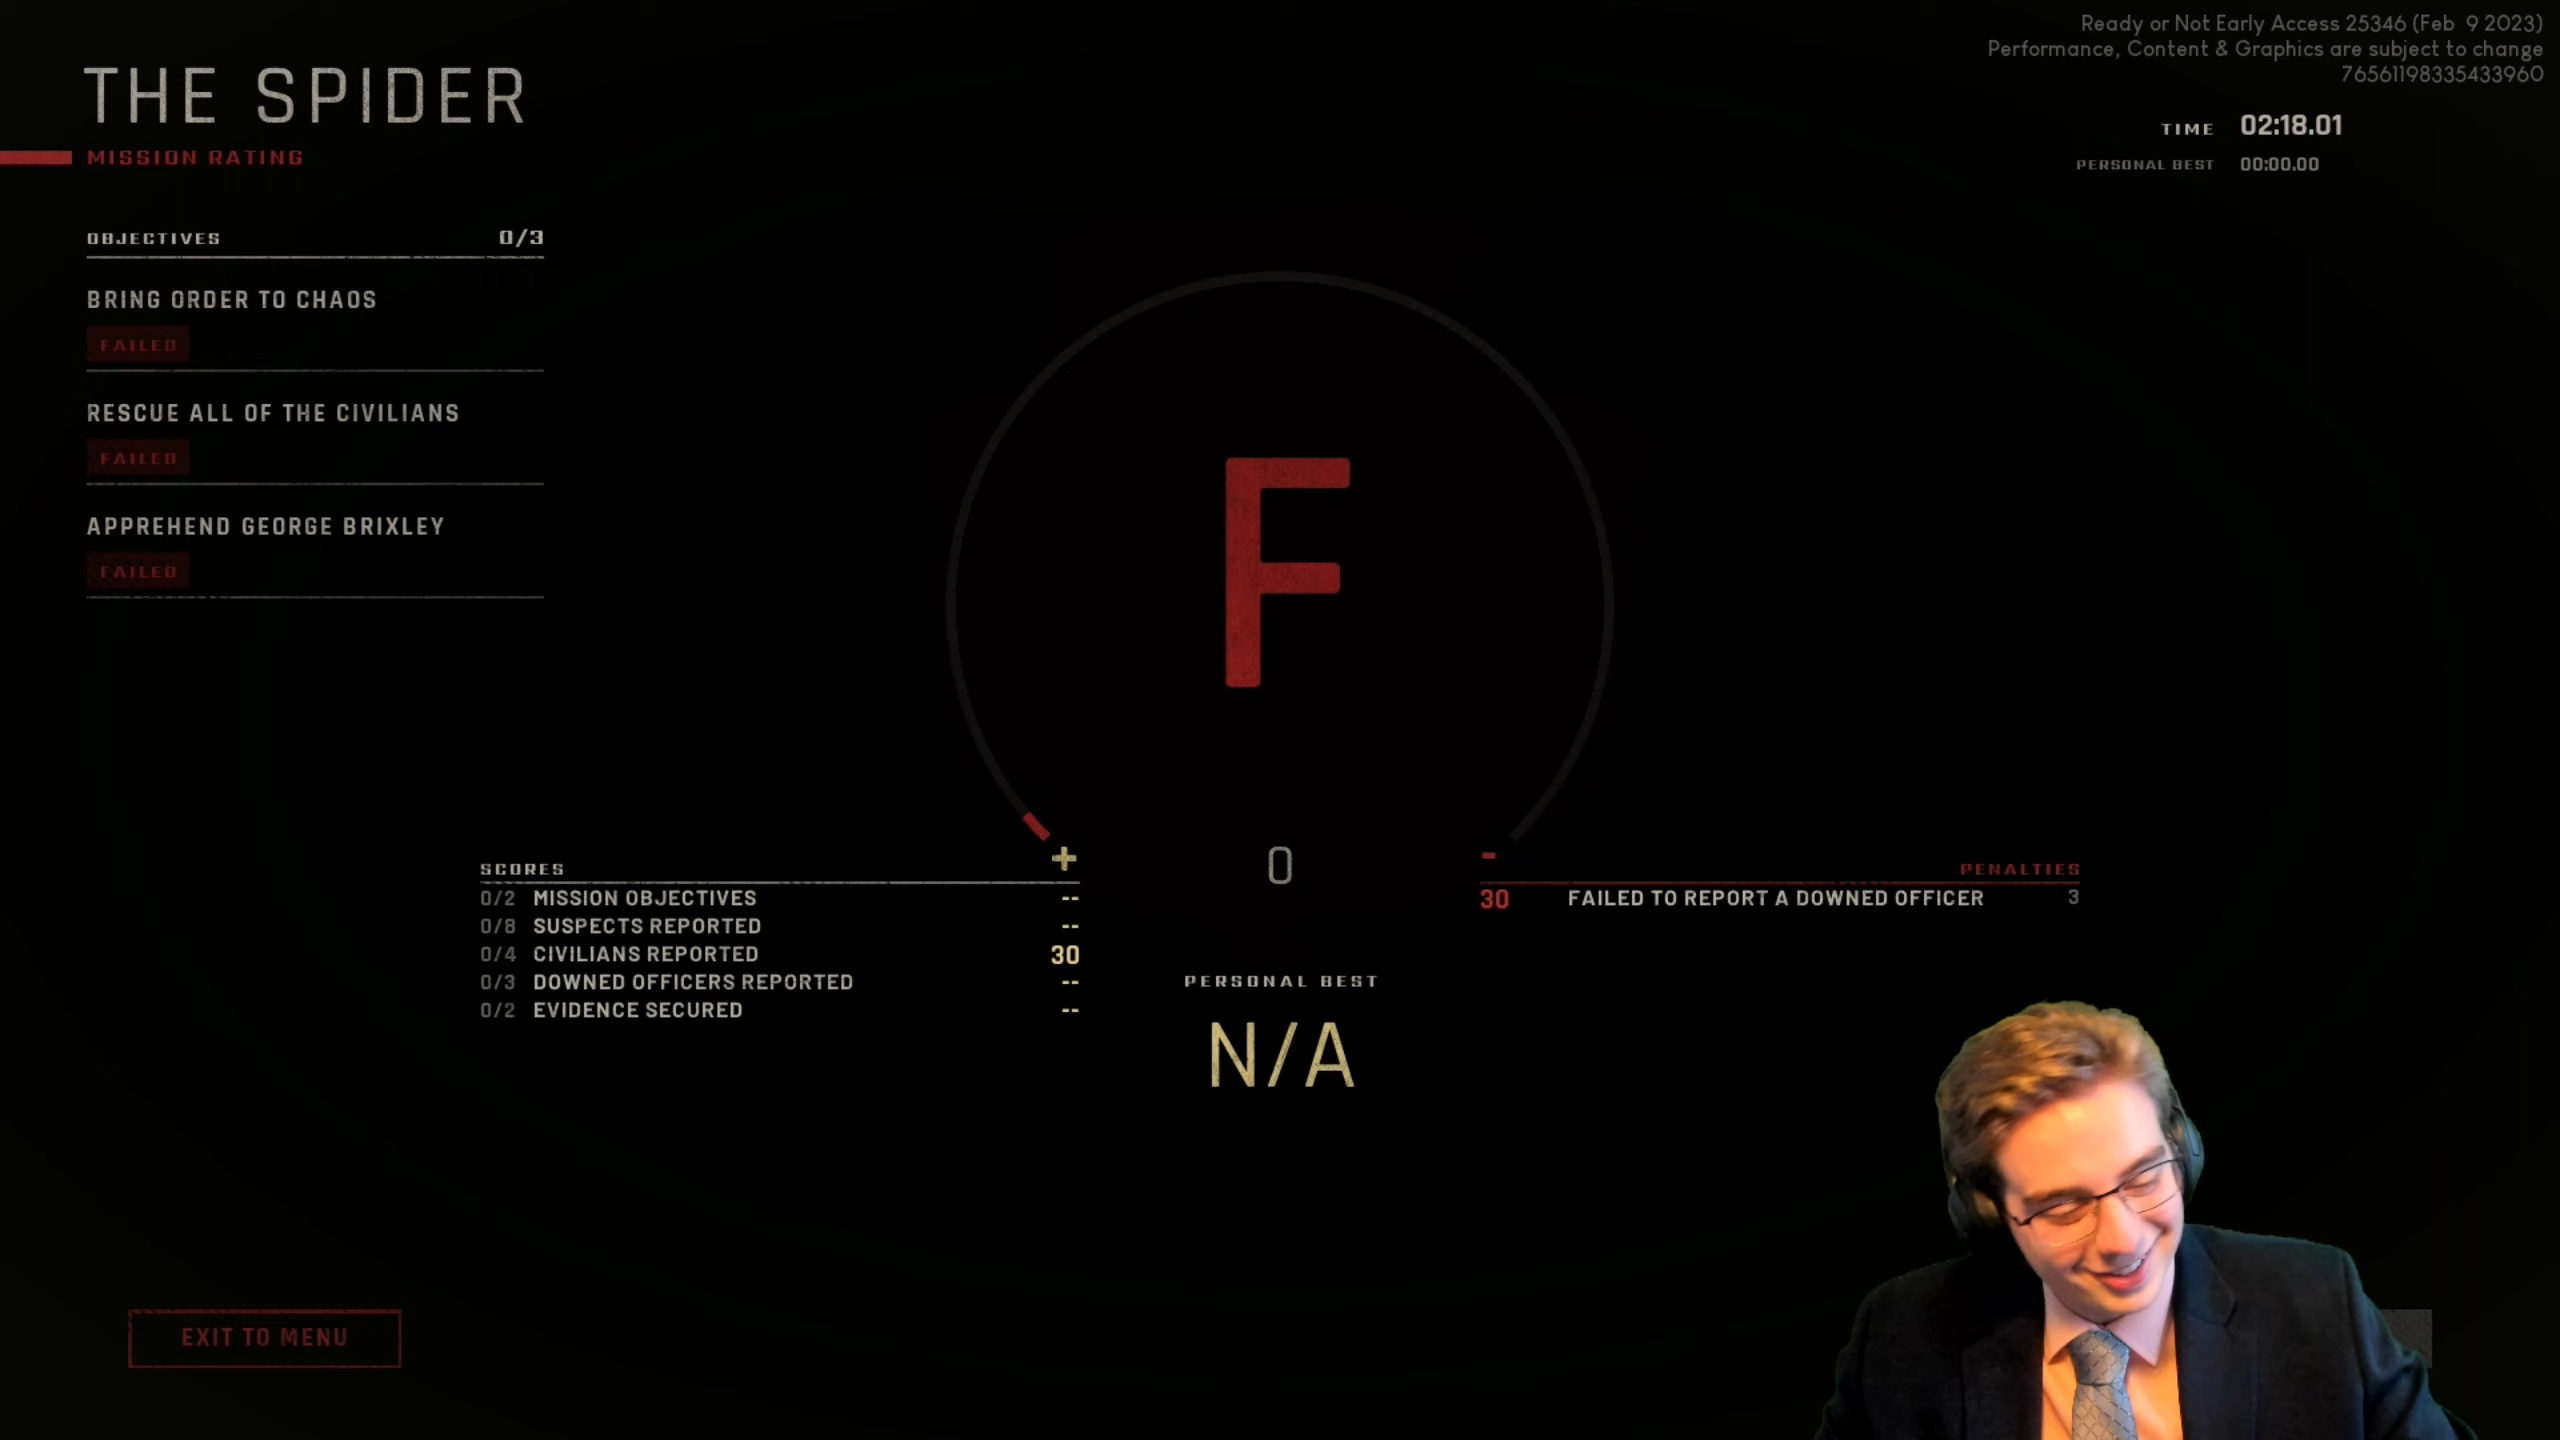 Ready or Not Early Access 25346 (Feb  9 2023)
Performance, Content & Graphics are subject to change
76561198335433960
THE SPIDER
MISSION RATING
TIME 02:18.01
PERSONAL BEST 00:00.00
OBJECTIVES 0/3
BRING ORDER TO CHAOS
FAILED
RESCUE ALL OF THE CIVILIANS
FAILED
APPREHEND GEORGE BRIXLEY
FAILED
F
0
SCORES +
0/2 MISSION OBJECTIVES --
0/8 SUSPECTS REPORTED --
0/4 CIVILIANS REPORTED 30
0/3 DOWNED OFFICERS REPORTED --
0/2 EVIDENCE SECURED --
- PENALTIES
30 FAILED TO REPORT A DOWNED OFFICER 3
PERSONAL BEST
N/A
EXIT TO MENU